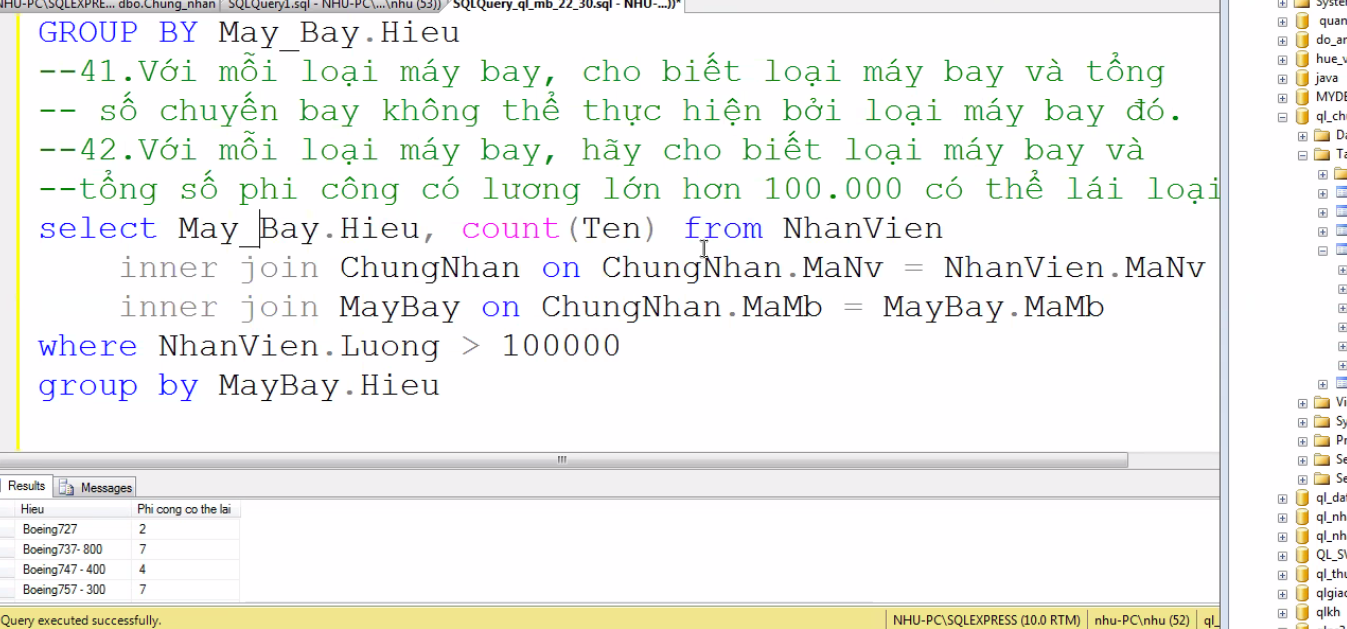 NHU-PC\SQLEXPRE... dbo.Chung_nhan SQLQuery1.sql - NHU-PC\...\nhu (53)) SQLQuery_ql_mb_22_30.sql - NHU-...))*
GROUP BY May_Bay.Hieu
--41.Với mỗi loại máy bay, cho biết loại máy bay và tổng
-- số chuyến bay không thể thực hiện bởi loại máy bay đó.
--42.Với mỗi loại máy bay, hãy cho biết loại máy bay và
--tổng số phi công có lương lớn hơn 100.000 có thể lái loại
select May_Bay.Hieu, count(Ten) from NhanVien
inner join ChungNhan on ChungNhan.MaNv = NhanVien.MaNv
inner join MayBay on ChungNhan.MaMb = MayBay.MaMb
where NhanVien.Luong > 100000
group by MayBay.Hieu
Results Messages
Hieu Phi cong co the lai
Boeing727 2
Boeing737- 800 7
Boeing747 - 400 4
Boeing757 - 300 7
Query executed successfully. NHU-PC\SQLEXPRESS (10.0 RTM) nhu-PC\nhu (52) ql_
Syster
quan
do_ar
hue_v
java
MYDE
ql_chu
Da
Ta
Vi
Sy
Pr
Se
Se
ql_dat
ql_nh
ql_nh
QL_SV
ql_thu
qlgiao
qlkh